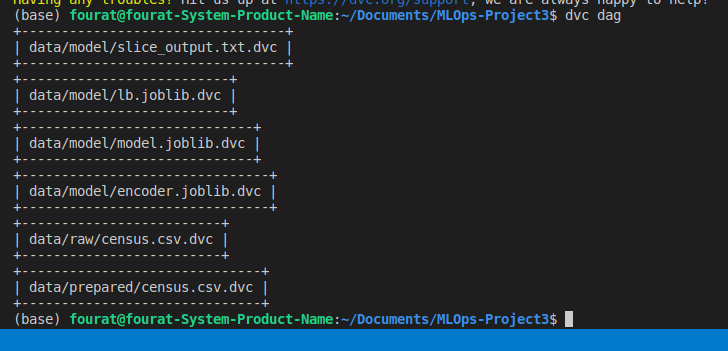 Having any troubles? Hit us up at https://dvc.org/support, we are always happy to help!
(base) fourat@fourat-System-Product-Name:~/Documents/MLOps-Project3$ dvc dag
+--------------------------------+
| data/model/slice_output.txt.dvc |
+--------------------------------+
+-------------------------+
| data/model/lb.joblib.dvc |
+-------------------------+
+----------------------------+
| data/model/model.joblib.dvc |
+----------------------------+
+------------------------------+
| data/model/encoder.joblib.dvc |
+------------------------------+
+------------------------+
| data/raw/census.csv.dvc |
+------------------------+
+-----------------------------+
| data/prepared/census.csv.dvc |
+-----------------------------+
(base) fourat@fourat-System-Product-Name:~/Documents/MLOps-Project3$